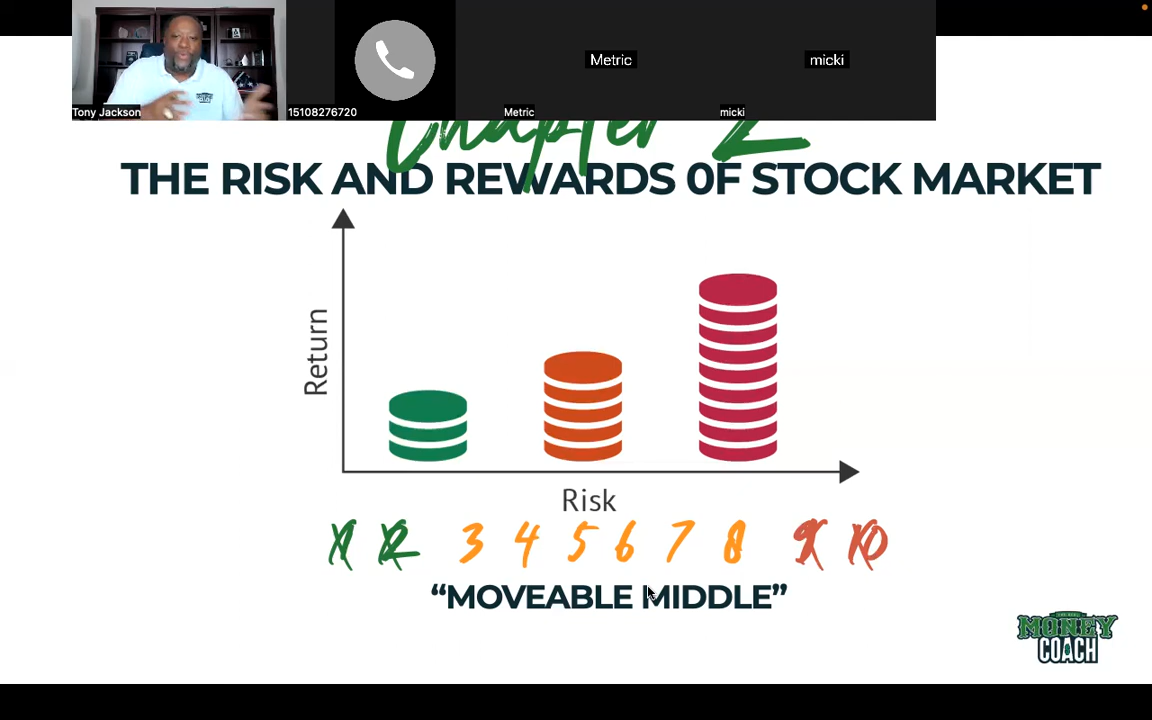 Metric
micki
Tony Jackson
15108276720
Metric
micki
Chapter 2
THE RISK AND REWARDS 0F STOCK MARKET
Return
Risk
1 2 3 4 5 6 7 8 9 10
“MOVEABLE MIDDLE”
MONEY
COACH